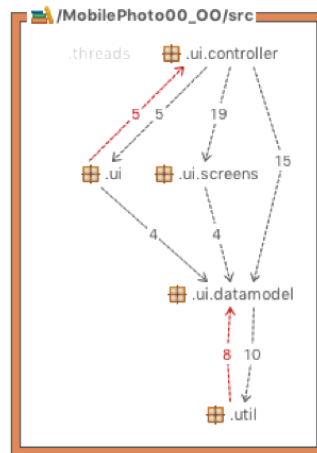 /MobilePhoto00_OO/src
.threads .ui.controller
5 5 19
15
.ui .ui.screens
4 4
.ui.datamodel
8 10
.util